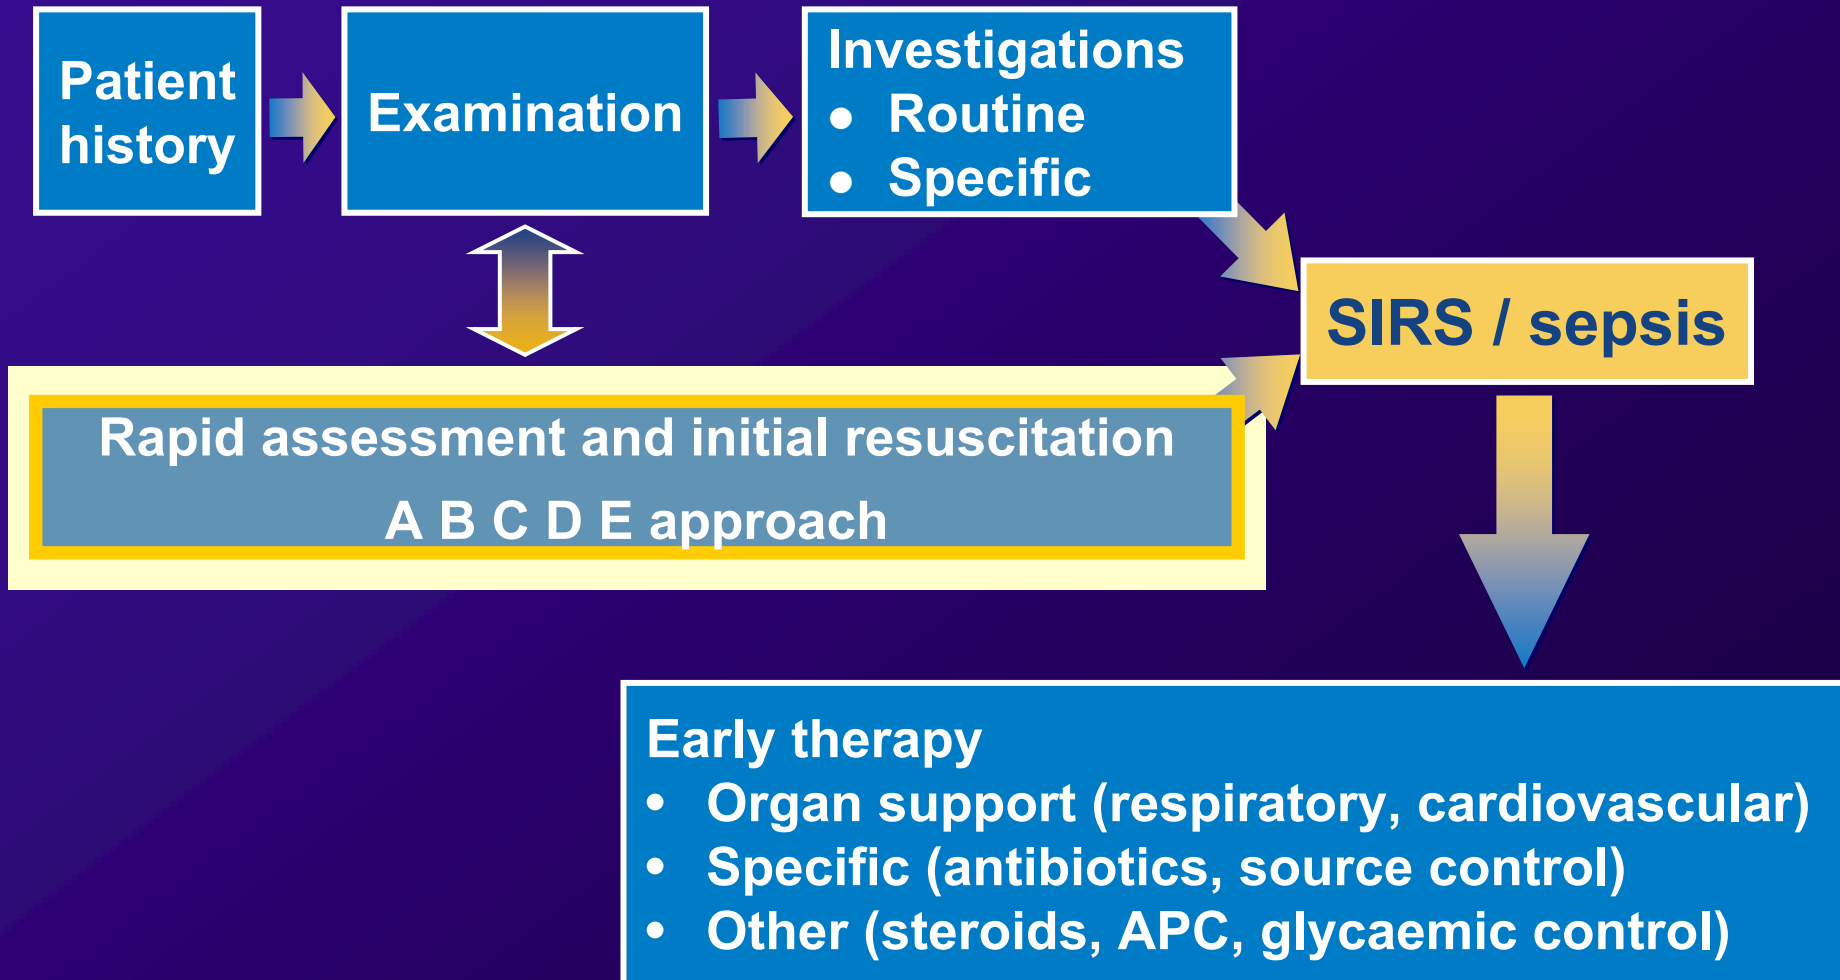 Patient
history
Examination
Investigations
● Routine
● Specific
SIRS / sepsis
Rapid assessment and initial resuscitation
A B C D E approach
Early therapy
• Organ support (respiratory, cardiovascular)
• Specific (antibiotics, source control)
• Other (steroids, APC, glycaemic control)